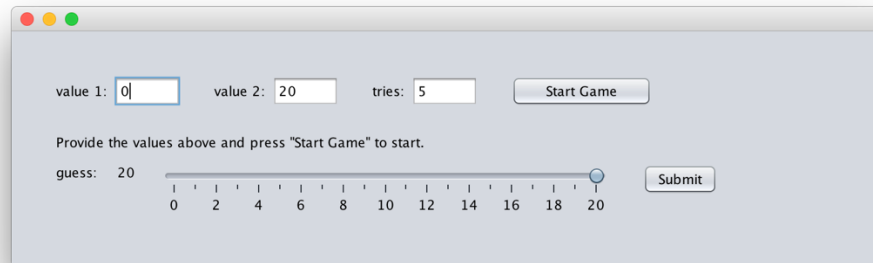 value 1: 0 value 2: 20 tries: 5 Start Game
Provide the values above and press "Start Game" to start.
guess: 20 Submit
0 2 4 6 8 10 12 14 16 18 20